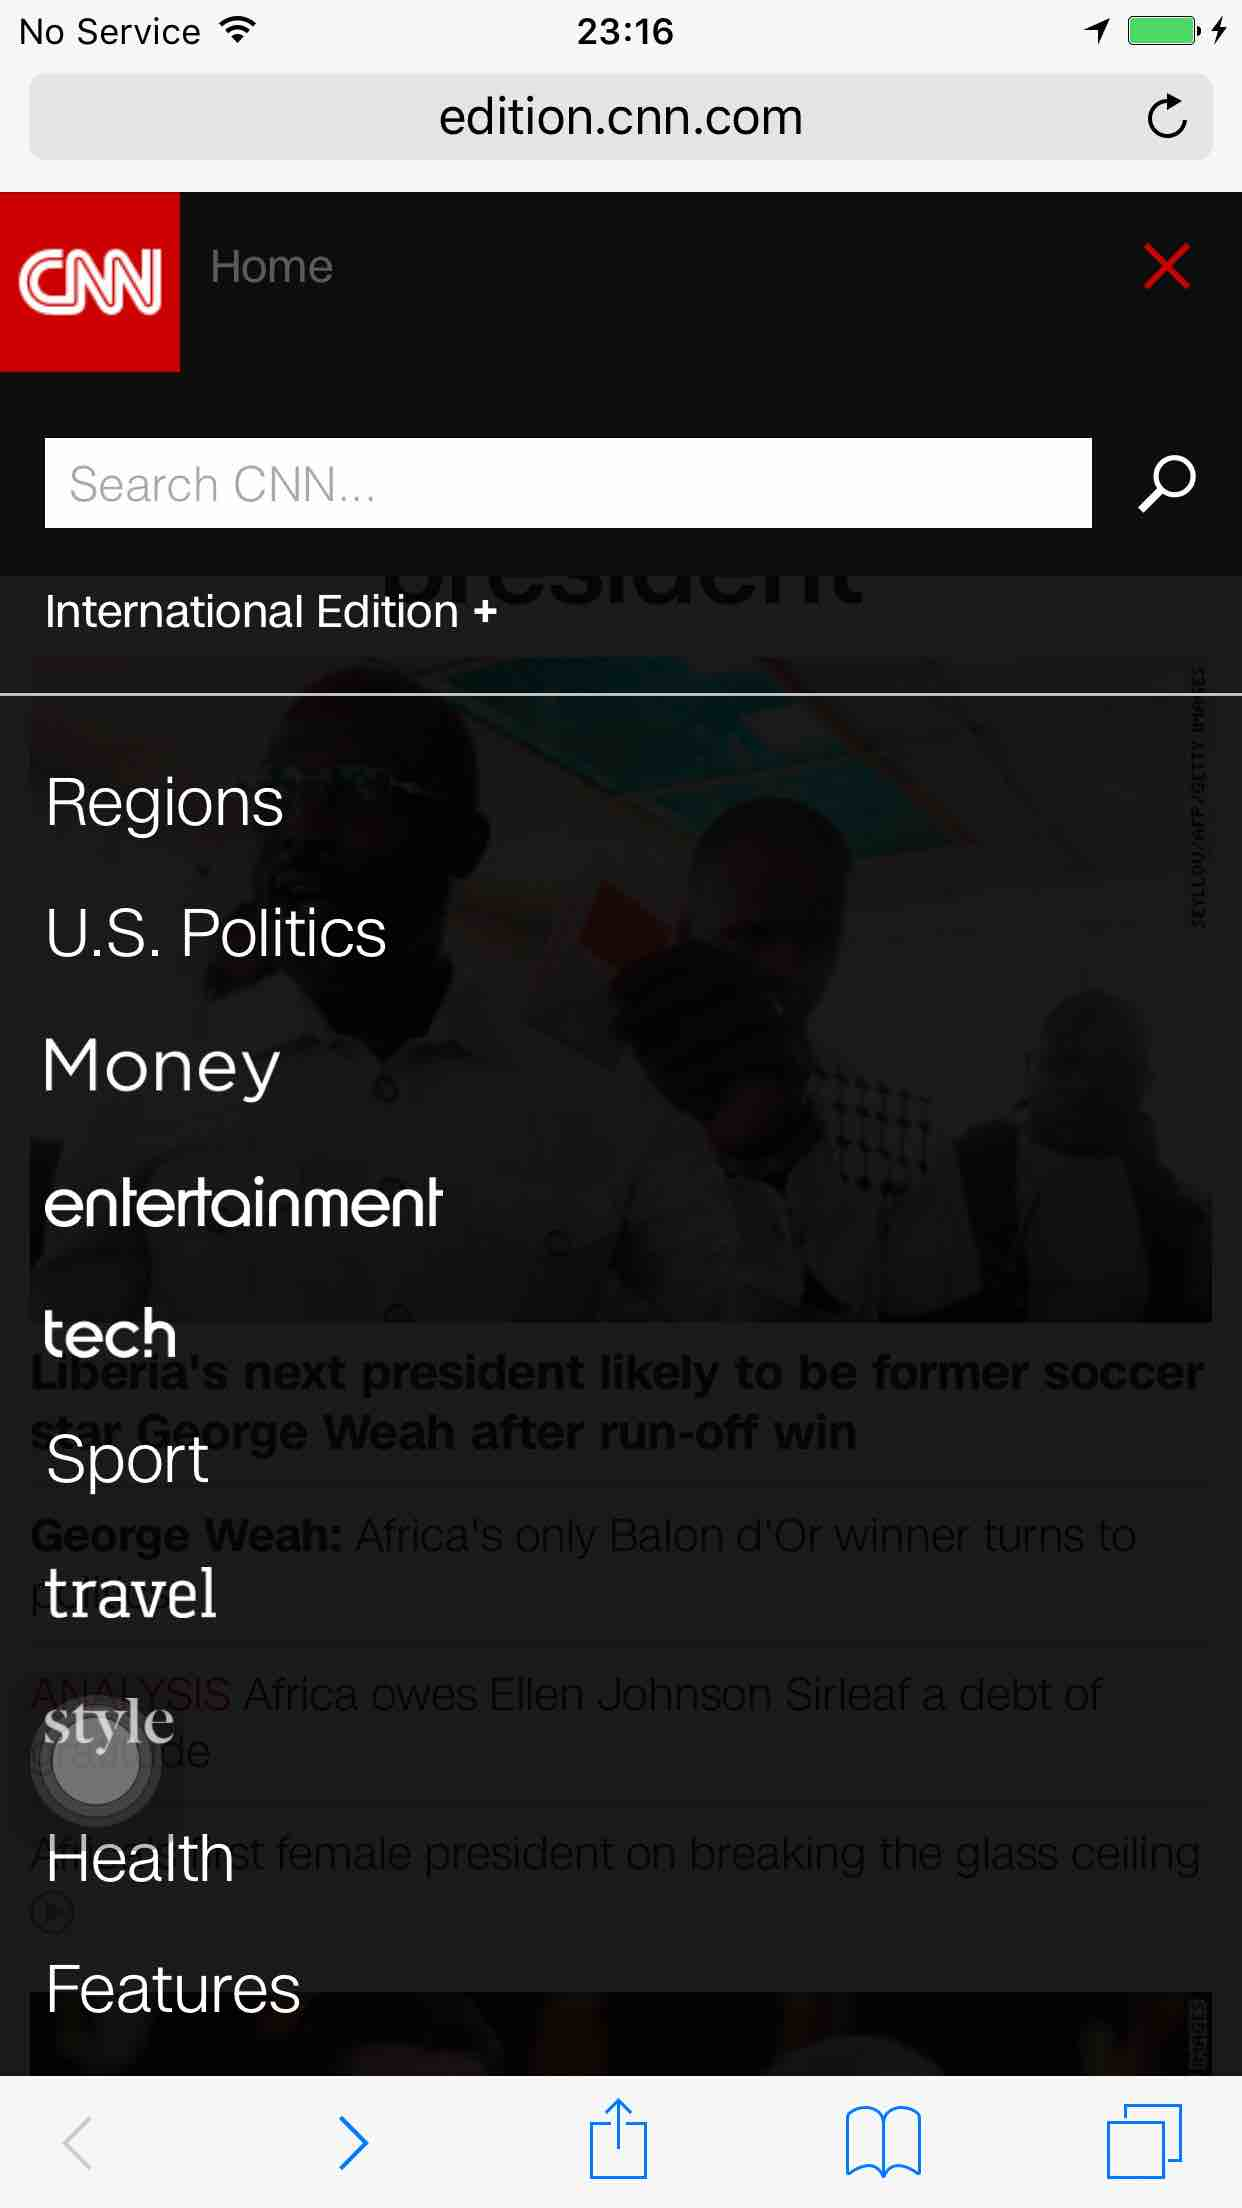 No Service
23:16
edition.cnn.com
CNN
Home
Search CNN...
president
International Edition +
SEYLLOU/AFP/GETTY IMAGES
Regions
U.S. Politics
Money
entertainment
tech
Liberia's next president likely to be former soccer
star George Weah after run-off win
Sport
George Weah: Africa's only Balon d'Or winner turns to
travel
ANALYSIS Africa owes Ellen Johnson Sirleaf a debt of
style
female president on breaking the glass ceiling
Health
Features